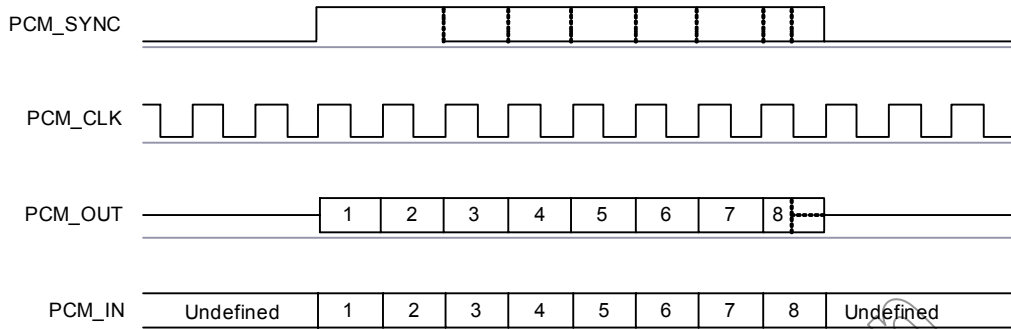 PCM_SYNC
PCM_CLK
PCM_OUT 1 2 3 4 5 6 7 8
PCM_IN Undefined 1 2 3 4 5 6 7 8 Undefined